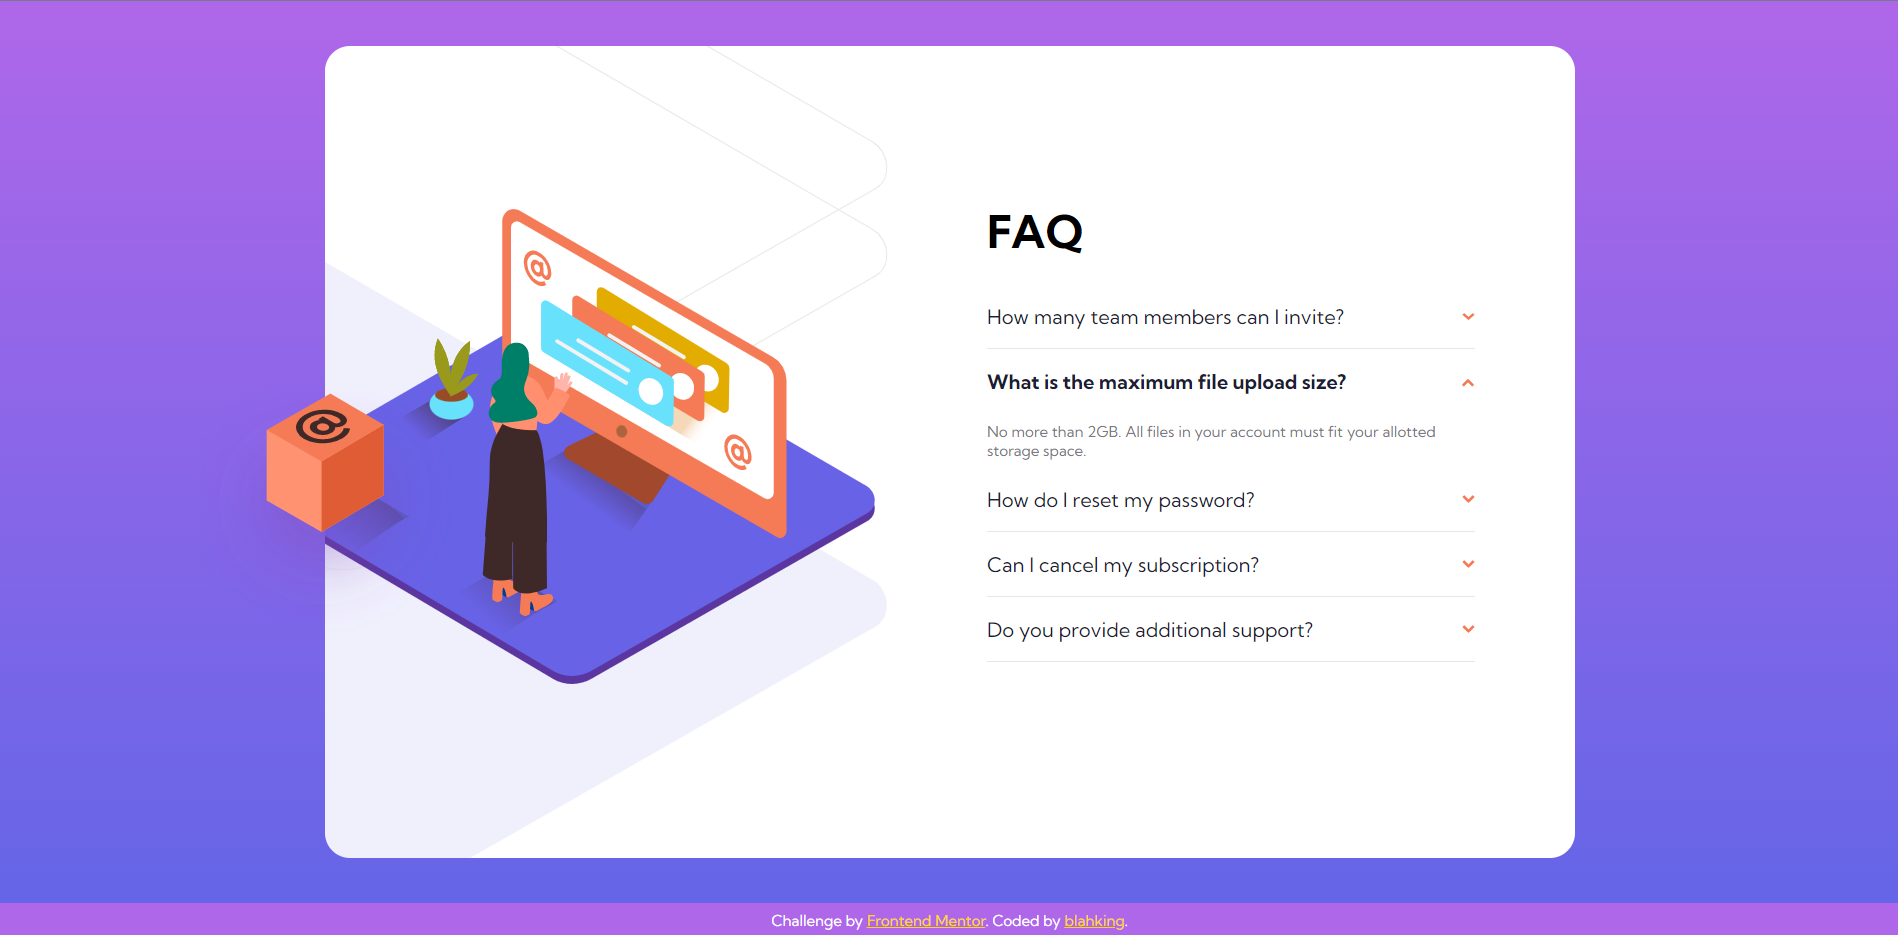 FAQ
How many team members can I invite?
What is the maximum file upload size?
No more than 2GB. All files in your account must fit your allotted
storage space.
How do I reset my password?
Can I cancel my subscription?
Do you provide additional support?
@
@
@
Challenge by Frontend Mentor. Coded by blahking.